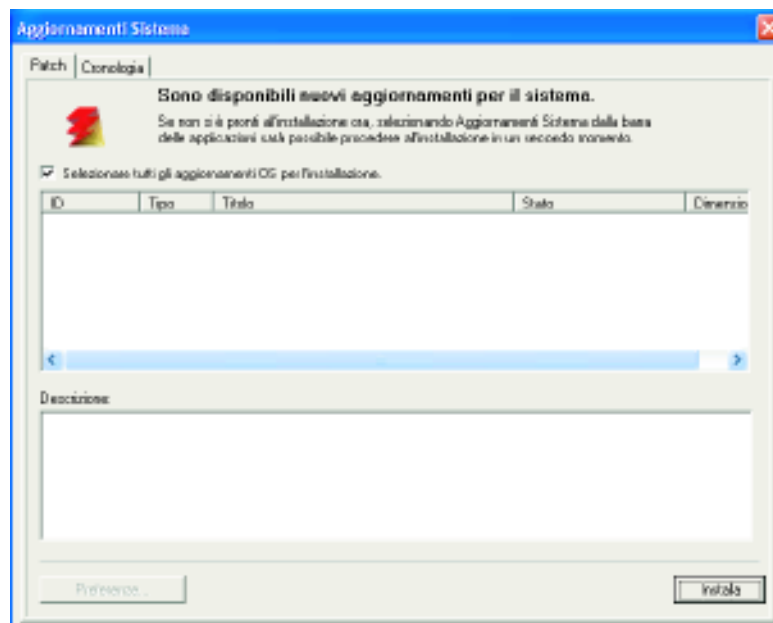 Aggiornamenti Sistema
Patch
Cronologia
Sono disponibili nuovi aggiornamenti per il sistema.
Se non si è pronti all'installazione ora, selezionando Aggiornamenti Sistema dalla barra
delle applicazioni sarà possibile procedere all'installazione in un secondo momento.
Selezionare tutti gli aggiornamenti OS per l'installazione.
ID Tipo Titolo Stato Dimensio
Descrizione:
Preferenze...
Installa